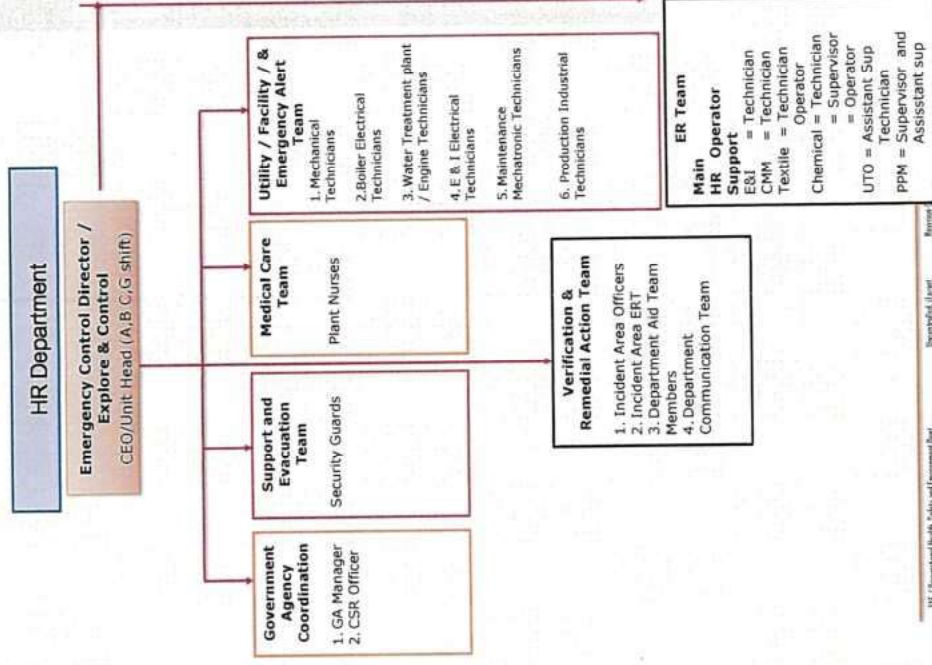 HR Department
Emergency Control Director /
Explore & Control
CEO/Unit Head (A,B C,G shift)
Government
Agency
Coordination
1. GA Manager
2. CSR Officer
Support and
Evacuation
Team
Security Guards
Medical Care
Team
Plant Nurses
Utility / Facility / &
Emergency Alert
Team
1. Mechanical
Technicians
2.Boiler Electrical
Technicians
3. Water Treatment plant
/ Engine Technicians
4. E & I Electrical
Technicians
5. Maintenance
Mechatronic Technicians
6. Production Industrial
Technicians
Verification &
Remedial Action Team
1. Incident Area Officers
2. Incident Area ERT
3. Department Aid Team
Members
4. Department
Communication Team
ER Team
Main
HR Operator
Support
E&I = Technician
CMM = Technician
Textile = Technician
Operator
Chemical = Technician
= Supervisor
= Operator
UTO = Assistant Sup
Technician
PPM = Supervisor and
Assisstant sup